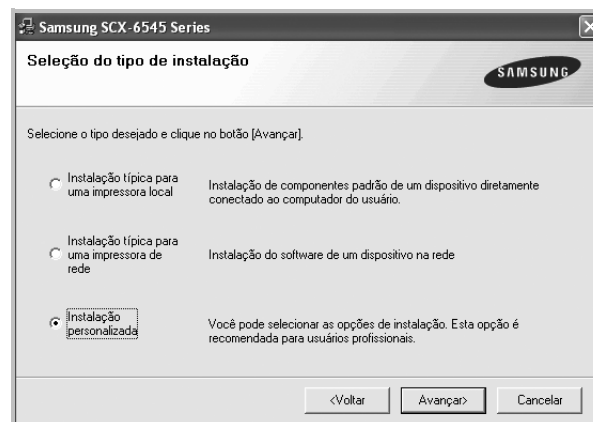 Samsung SCX-6545 Series
Seleção do tipo de instalação
SAMSUNG
Selecione o tipo desejado e clique no botão [Avançar].
Instalação típica para
uma impressora local
Instalação de componentes padrão de um dispositivo diretamente
conectado ao computador do usuário.
Instalação típica para
uma impressora de
rede
Instalação do software de um dispositivo na rede
Instalação
personalizada
Você pode selecionar as opções de instalação. Esta opção é
recomendada para usuários profissionais.
<Voltar
Avançar>
Cancelar